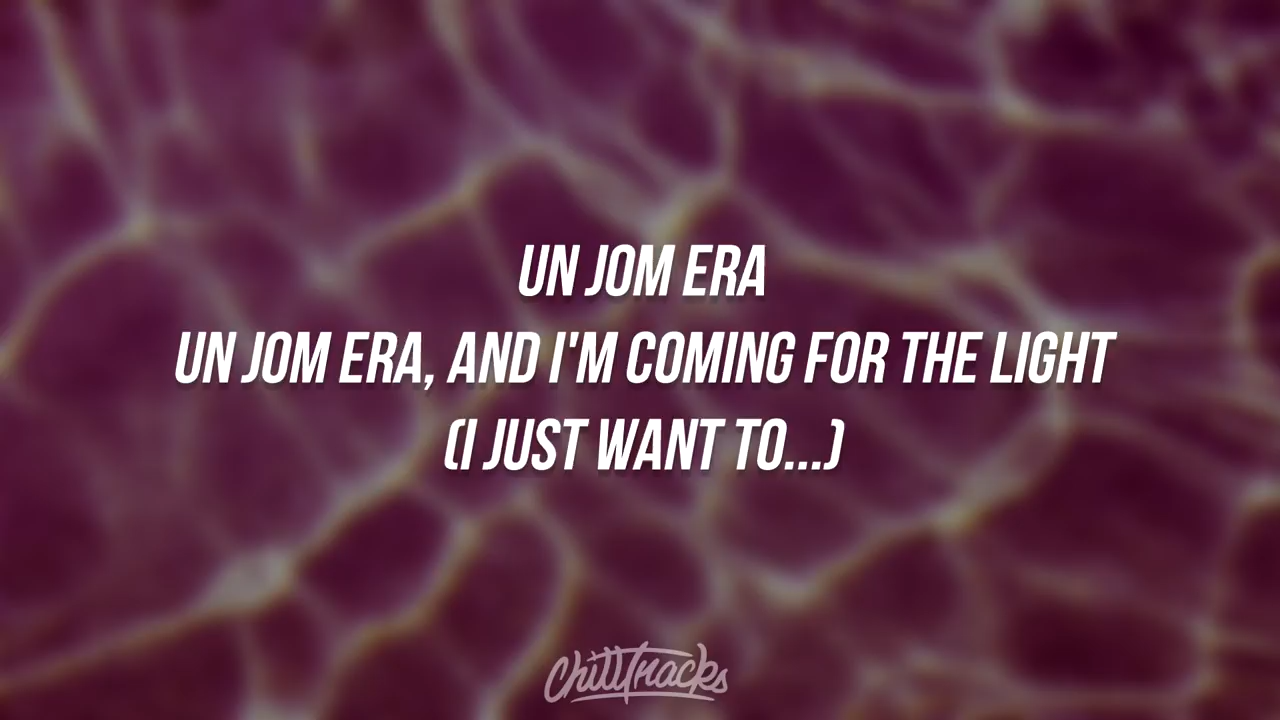 UN JOM ERA
UN JOM ERA, AND I'M COMING FOR THE LIGHT
(I JUST WANT TO...)
ChillTracks